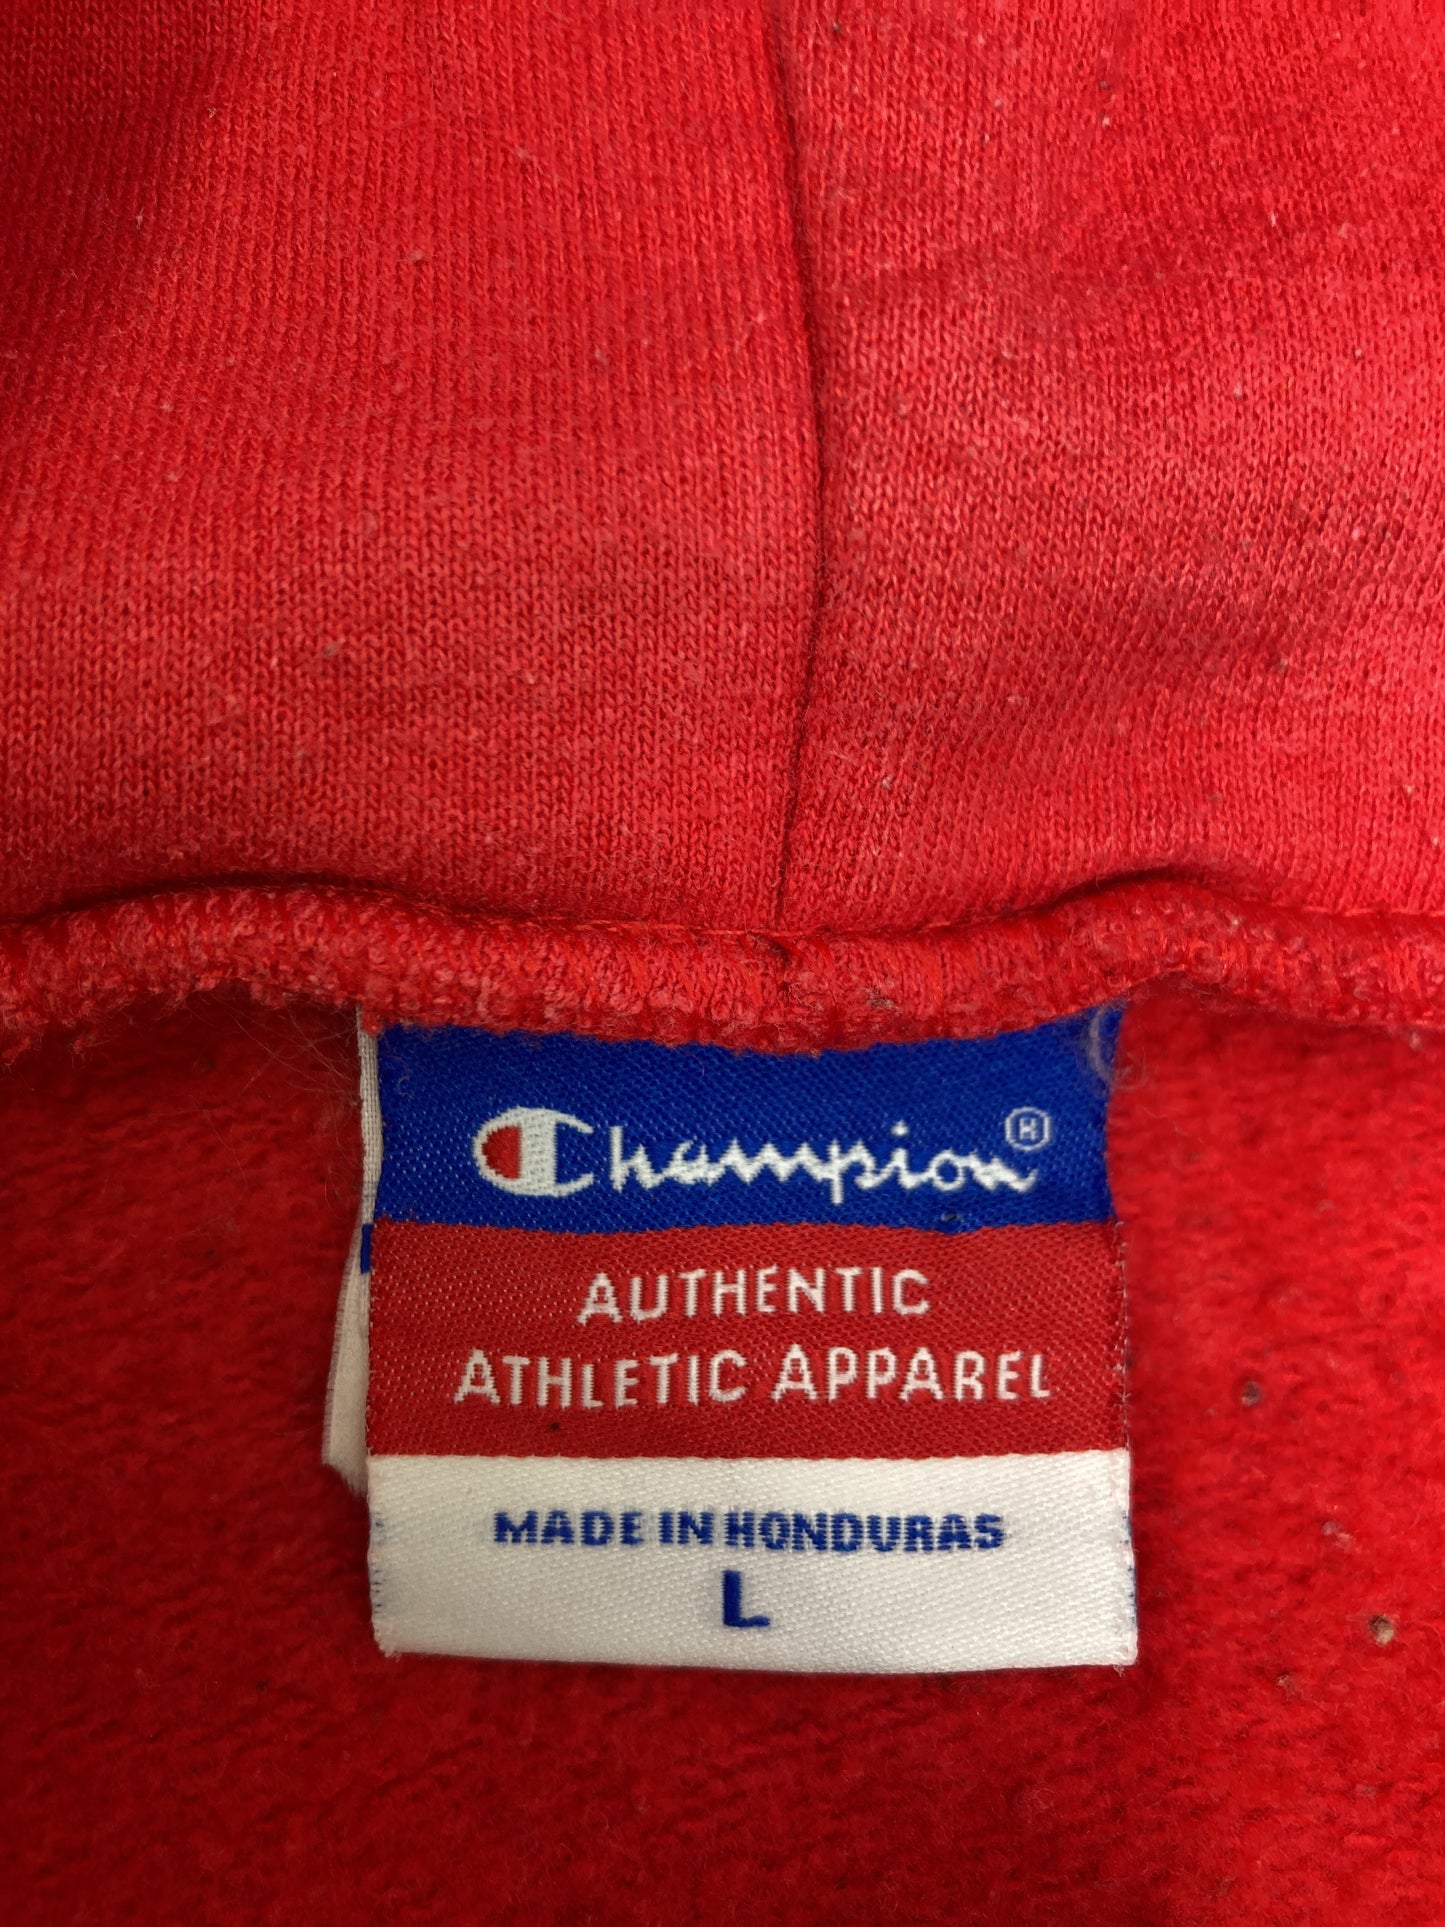 Champion®
AUTHENTIC
ATHLETIC APPAREL
MADE IN HONDURAS
L